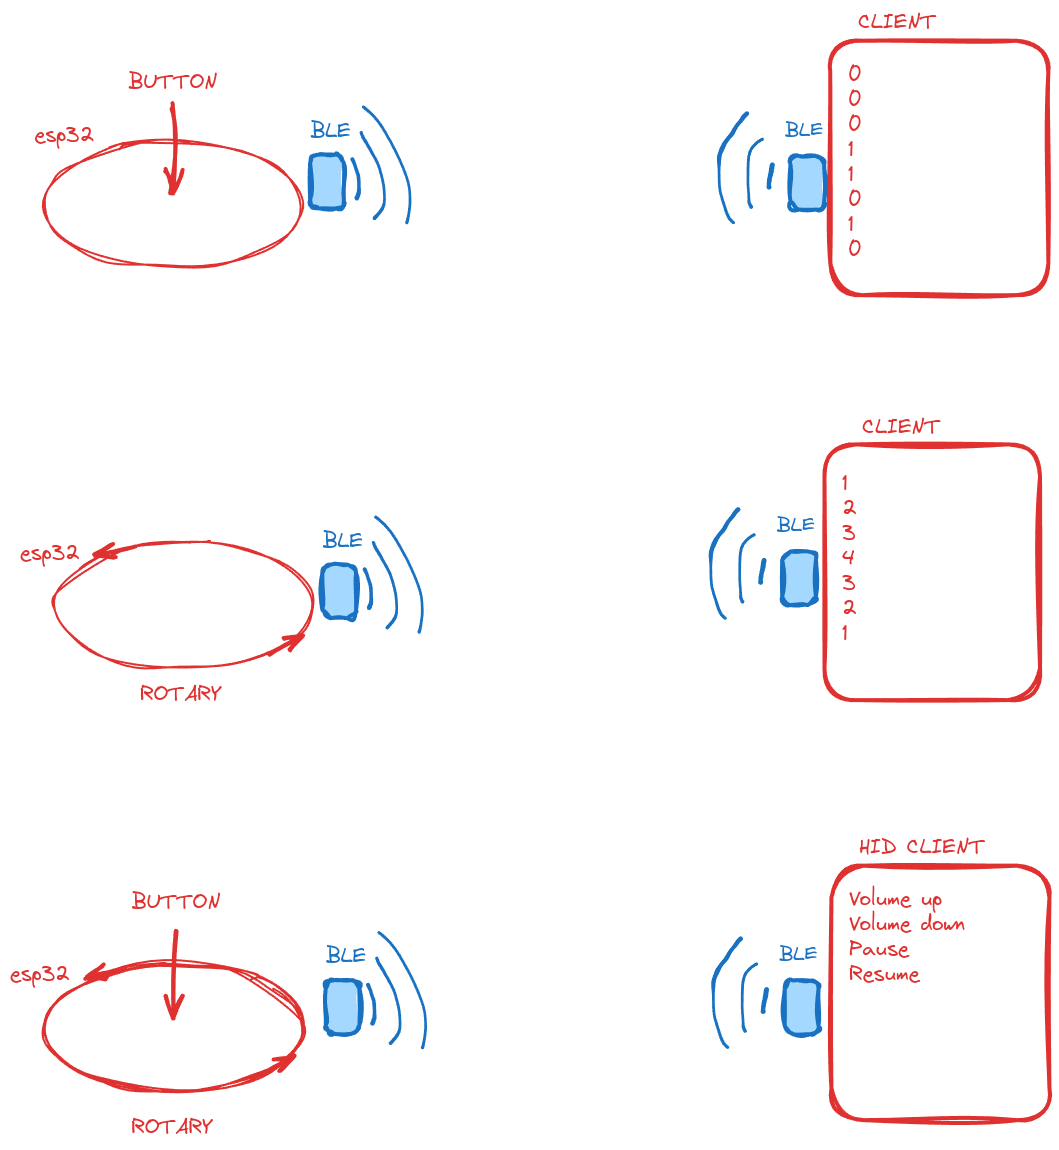 CLIENT
BUTTON
esp32
BLE
BLE
0
0
0
1
1
0
1
0
CLIENT
esp32
BLE
BLE
1
2
3
4
3
2
1
ROTARY
HID CLIENT
BUTTON
esp32
BLE
BLE
Volume up
Volume down
Pause
Resume
ROTARY